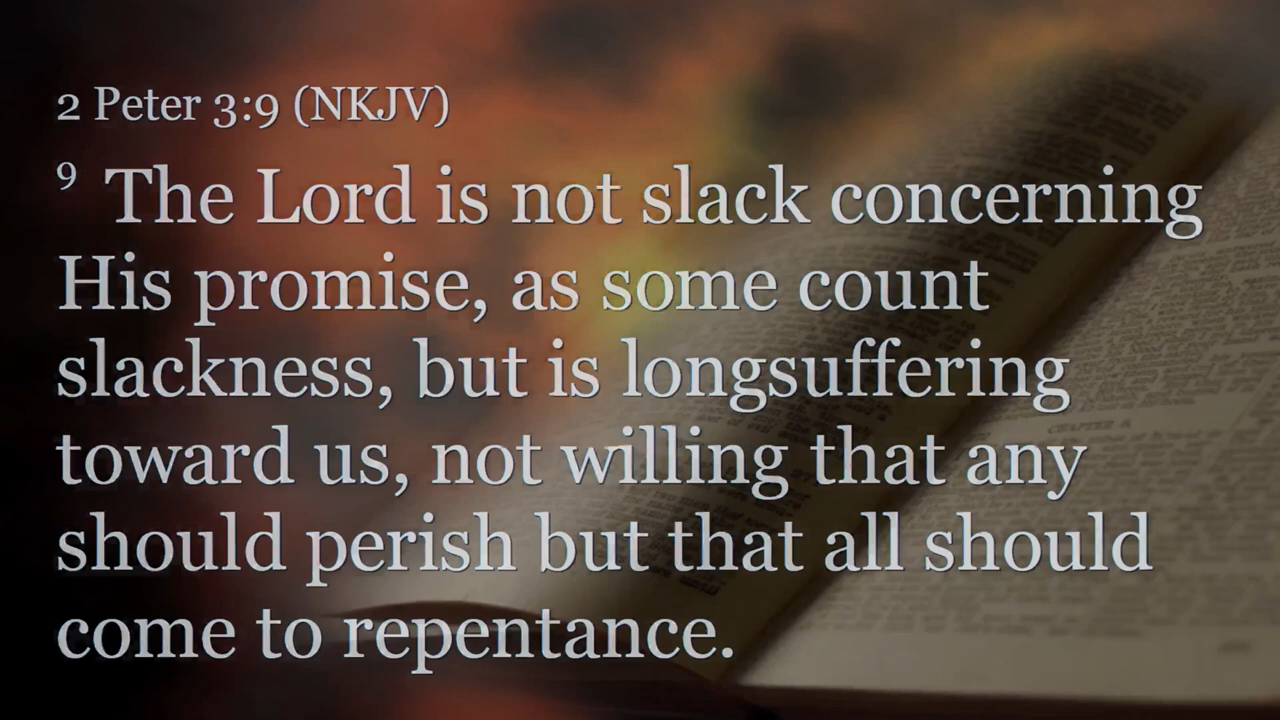 2 Peter 3:9 (NKJV)
9 The Lord is not slack concerning
His promise, as some count
slackness, but is longsuffering
toward us, not willing that any
should perish but that all should
come to repentance.